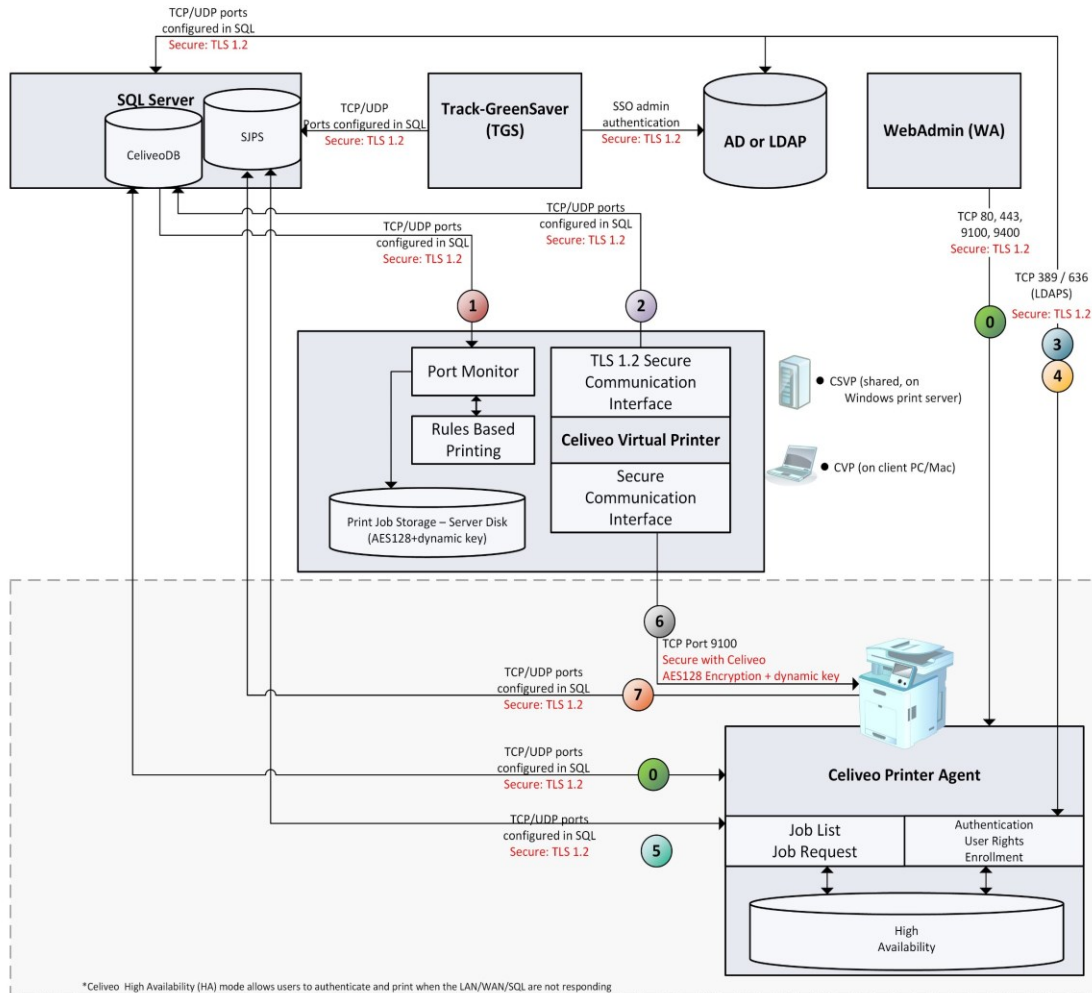 TCP/UDP ports
configured in SQL
Secure: TLS 1.2
SQL Server
CeliveoDB
SJPS
TCP/UDP
Ports configured in SQL
Secure: TLS 1.2
Track-GreenSaver
(TGS)
SSO admin
authentication
Secure: TLS 1.2
AD or LDAP
WebAdmin (WA)
TCP/UDP ports
configured in SQL
Secure: TLS 1.2
TCP/UDP ports
configured in SQL
Secure: TLS 1.2
TCP 80, 443,
9100, 9400
Secure: TLS 1.2
TCP 389 / 636
(LDAPS)
Secure: TLS 1.2
1
2
0
3
4
Port Monitor
Rules Based
Printing
Print Job Storage – Server Disk
(AES128+dynamic key)
TLS 1.2 Secure
Communication
Interface
Celiveo Virtual Printer
Secure
Communication
Interface
● CSVP (shared, on
Windows print server)
● CVP (on client PC/Mac)
6
TCP Port 9100
Secure with Celiveo
AES128 Encryption + dynamic key
TCP/UDP ports
configured in SQL
Secure: TLS 1.2
7
TCP/UDP ports
configured in SQL
Secure: TLS 1.2
0
TCP/UDP ports
configured in SQL
Secure: TLS 1.2
5
Celiveo Printer Agent
Job List
Job Request
Authentication
User Rights
Enrollment
High
Availability
*Celiveo High Availability (HA) mode allows users to authenticate and print when the LAN/WAN/SQL are not responding